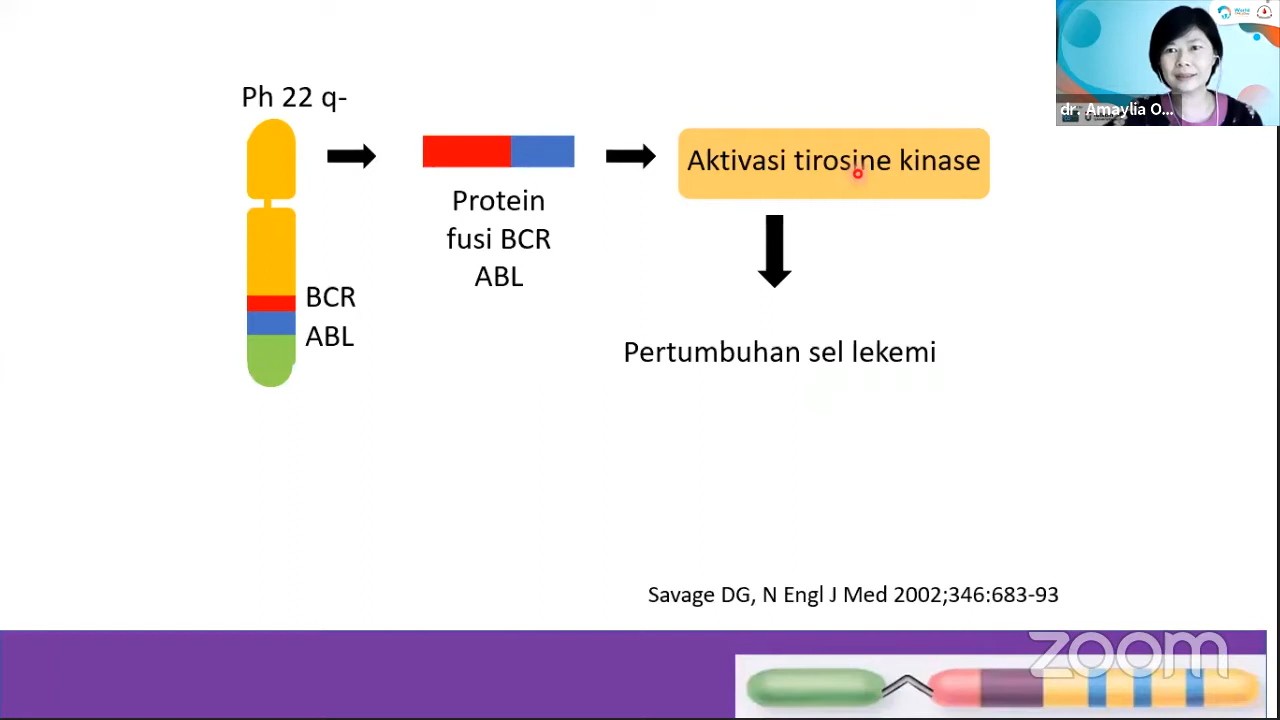 Ph 22 q-
BCR
ABL
Protein
fusi BCR
ABL
Aktivasi tirosine kinase
Pertumbuhan sel lekemi
Savage DG, N Engl J Med 2002;346:683-93
dr. Amaylia O...
zoom